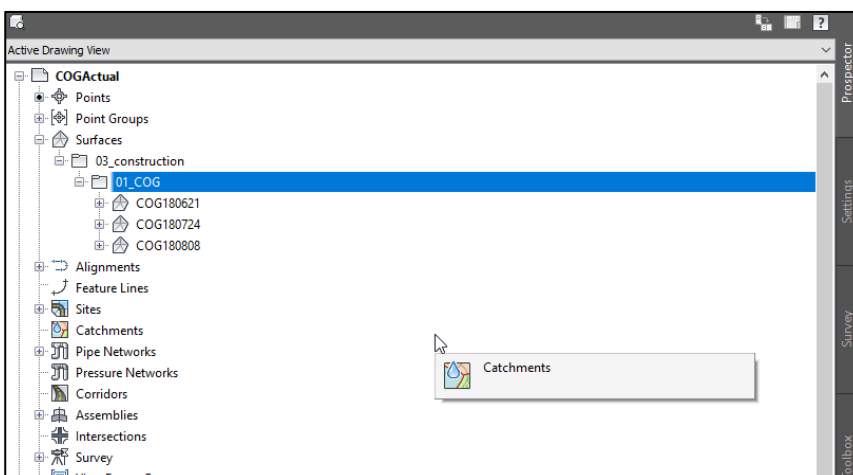 ?
Active Drawing View
COGActual
Points
Point Groups
Surfaces
03_construction
01_COG
COG180621
COG180724
COG180808
Alignments
Feature Lines
Sites
Catchments
Pipe Networks
Pressure Networks
Corridors
Assemblies
Intersections
Survey
Catchments
Prospector
Settings
Survey